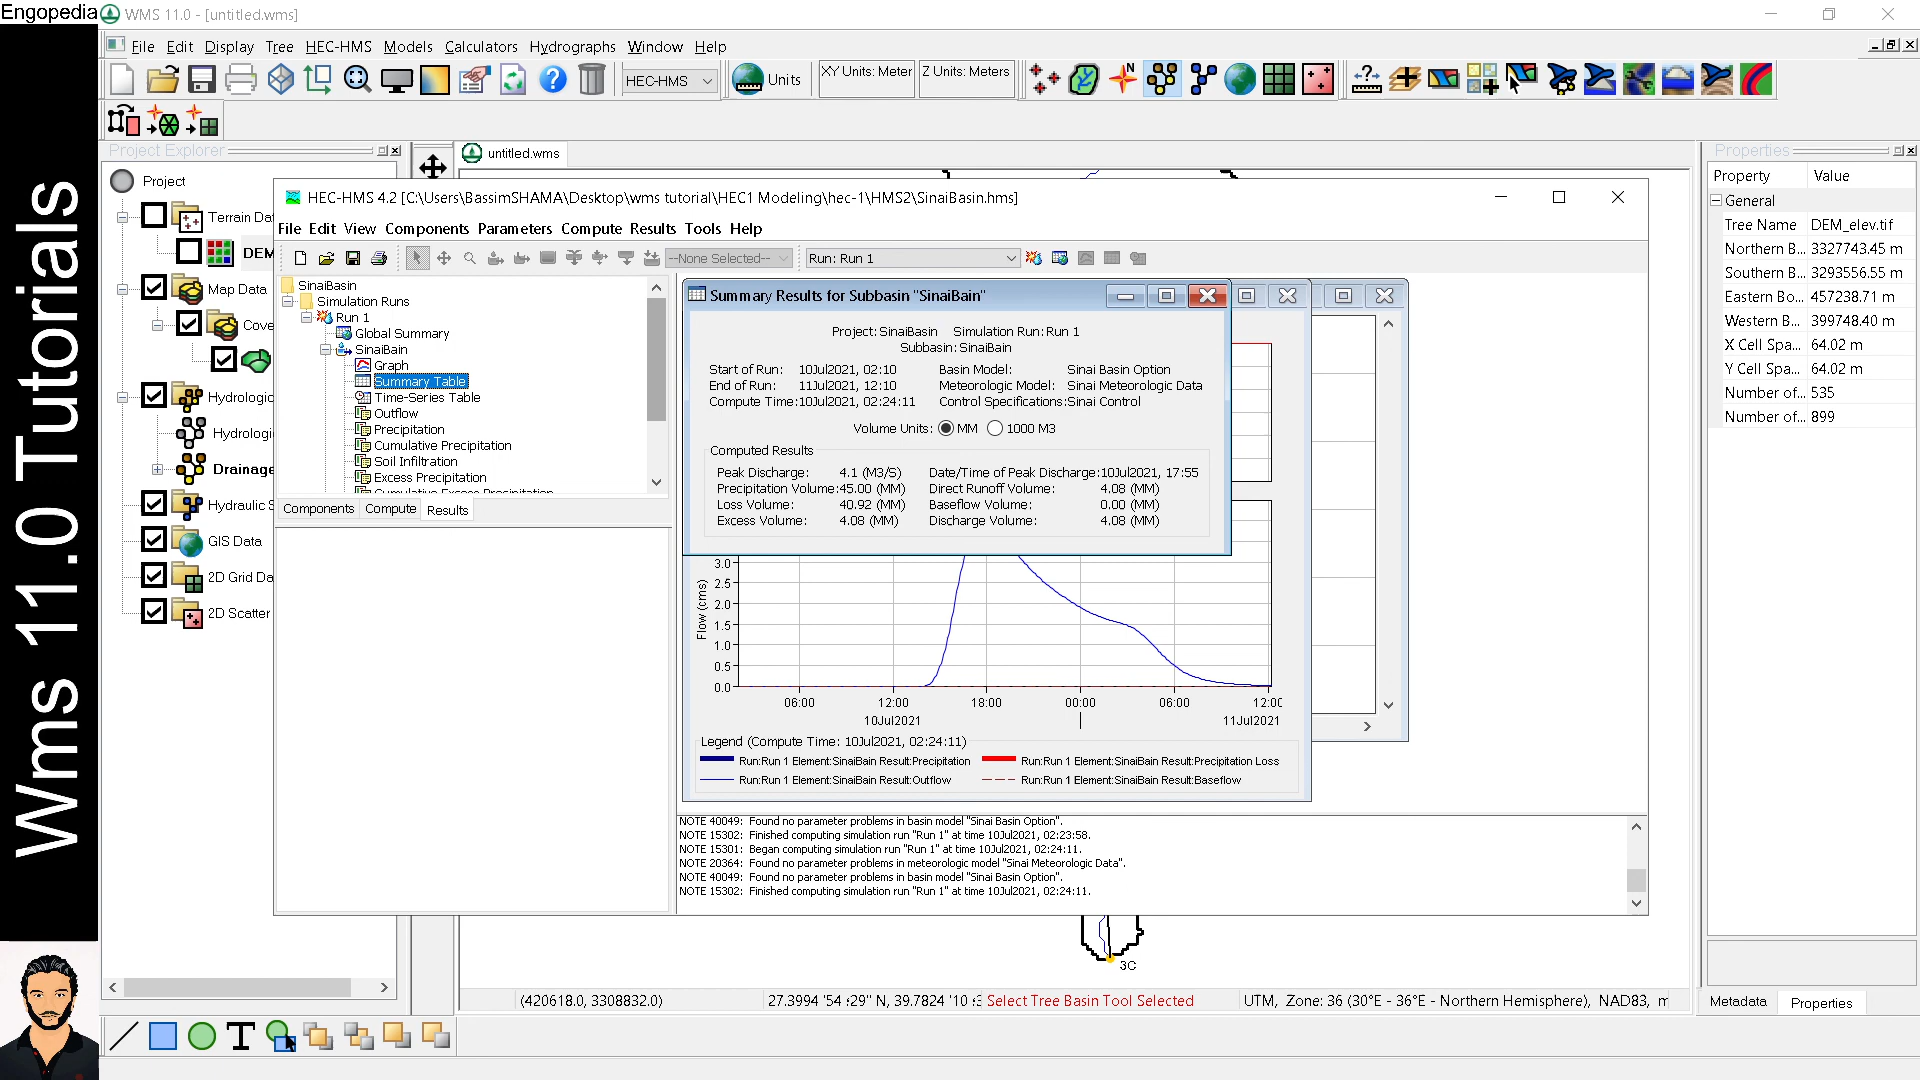 Engopedia
WMS 11.0 - [untitled.wms]
File Edit Display Tree HEC-HMS Models Calculators Hydrographs Window Help
HEC-HMS
Units
XY Units: Meter
Z Units: Meters
Wms 11.0 Tutorials
Project Explorer
Project
Terrain Dat
DEM
Map Data
Cove
Hydrologic
Hydrologi
Drainage
Hydraulic S
GIS Data
2D Grid Da
2D Scatter
untitled.wms
HEC-HMS 4.2 [C:\Users\BassimSHAMA\Desktop\wms tutorial\HEC1 Modeling\hec-1\HMS2\SinaiBasin.hms]
File Edit View Components Parameters Compute Results Tools Help
--None Selected--
Run: Run 1
SinaiBasin
Simulation Runs
Run 1
Global Summary
SinaiBain
Graph
Summary Table
Time-Series Table
Outflow
Precipitation
Cumulative Precipitation
Soil Infiltration
Excess Precipitation
Cumulative Excess Precipitation
Components Compute Results
Summary Results for Subbasin "SinaiBain"
Project: SinaiBasin Simulation Run: Run 1
Subbasin: SinaiBain
Start of Run: 10Jul2021, 02:10 Basin Model: Sinai Basin Option
End of Run: 11Jul2021, 12:10 Meteorologic Model: Sinai Meteorologic Data
Compute Time:10Jul2021, 02:24:11 Control Specifications:Sinai Control
Volume Units: MM 1000 M3
Computed Results
Peak Discharge: 4.1 (M3/S) Date/Time of Peak Discharge:10Jul2021, 17:55
Precipitation Volume:45.00 (MM) Direct Runoff Volume: 4.08 (MM)
Loss Volume: 40.92 (MM) Baseflow Volume: 0.00 (MM)
Excess Volume: 4.08 (MM) Discharge Volume: 4.08 (MM)
Flow (cms)
3.0
2.5
2.0
1.5
1.0
0.5
0.0
06:00 12:00 18:00 00:00 06:00 12:00
10Jul2021 11Jul2021
Legend (Compute Time: 10Jul2021, 02:24:11)
Run:Run 1 Element:SinaiBain Result:Precipitation Run:Run 1 Element:SinaiBain Result:Precipitation Loss
Run:Run 1 Element:SinaiBain Result:Outflow Run:Run 1 Element:SinaiBain Result:Baseflow
NOTE 40049: Found no parameter problems in basin model "Sinai Basin Option".
NOTE 15302: Finished computing simulation run "Run 1" at time 10Jul2021, 02:23:58.
NOTE 15301: Began computing simulation run "Run 1" at time 10Jul2021, 02:24:11.
NOTE 20364: Found no parameter problems in meteorologic model "Sinai Meteorologic Data".
NOTE 40049: Found no parameter problems in basin model "Sinai Basin Option".
NOTE 15302: Finished computing simulation run "Run 1" at time 10Jul2021, 02:24:11.
3C
Properties
Property Value
General
Tree Name DEM_elev.tif
Northern B... 3327743.45 m
Southern B... 3293556.55 m
Eastern Bo... 457238.71 m
Western B... 399748.40 m
X Cell Spa... 64.02 m
Y Cell Spa... 64.02 m
Number of... 535
Number of... 899
Metadata Properties
(420618.0, 3308832.0)
Select Tree Basin Tool Selected
UTM, Zone: 36 (30°E - 36°E - Northern Hemisphere), NAD83, m